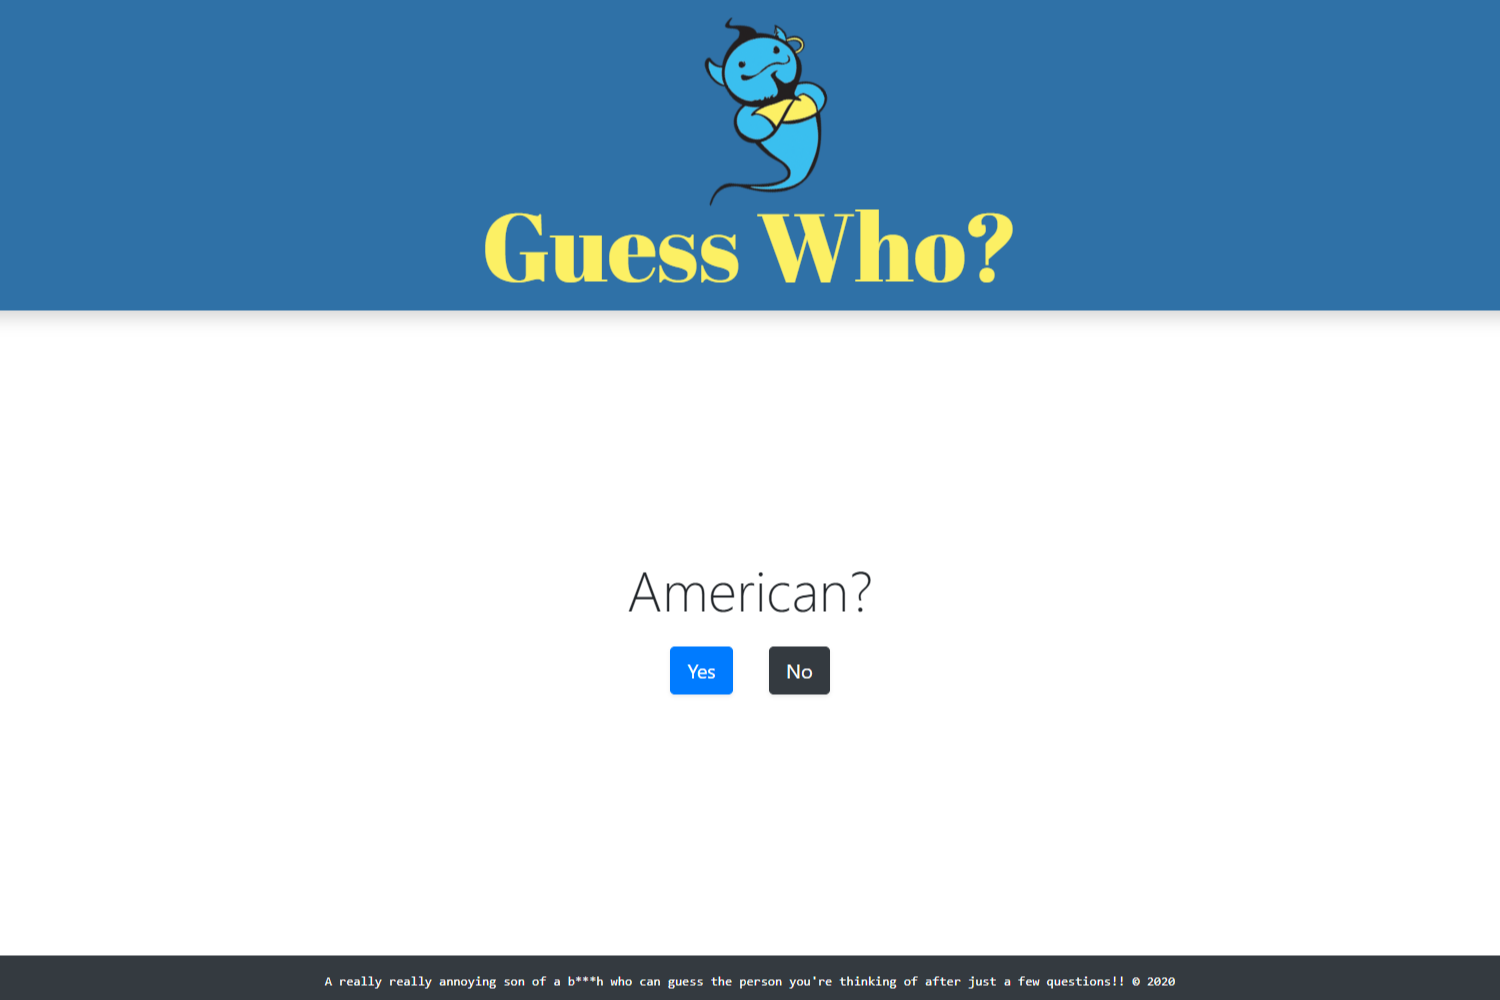 Guess Who?
American?
Yes
No
A really really annoying son of a b***h who can guess the person you're thinking of after just a few questions!! © 2020